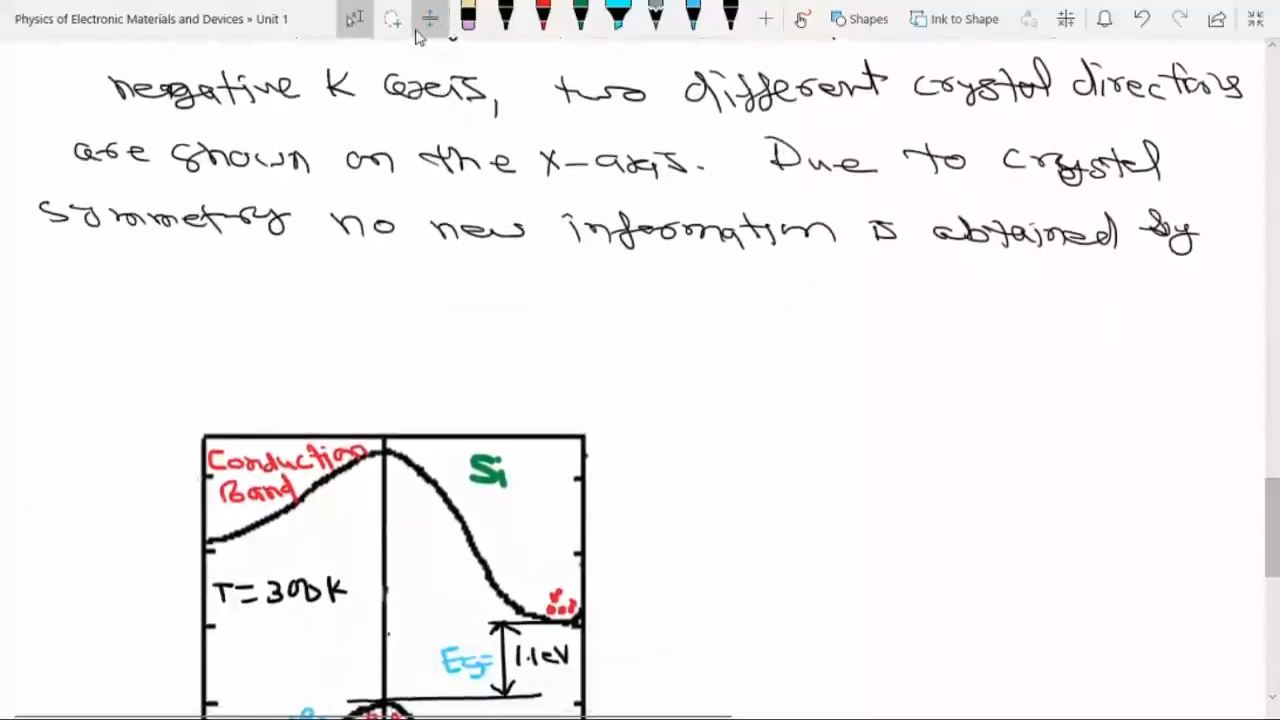 Physics of Electronic Materials and Devices » Unit 1
Shapes
Ink to Shape
negative K axis, two different crystal directions
are shown on the x-axis. Due to crystal
symmetry no new information is obtained by
Conduction
Band
Si
T=300K
Eg=
1.1eV